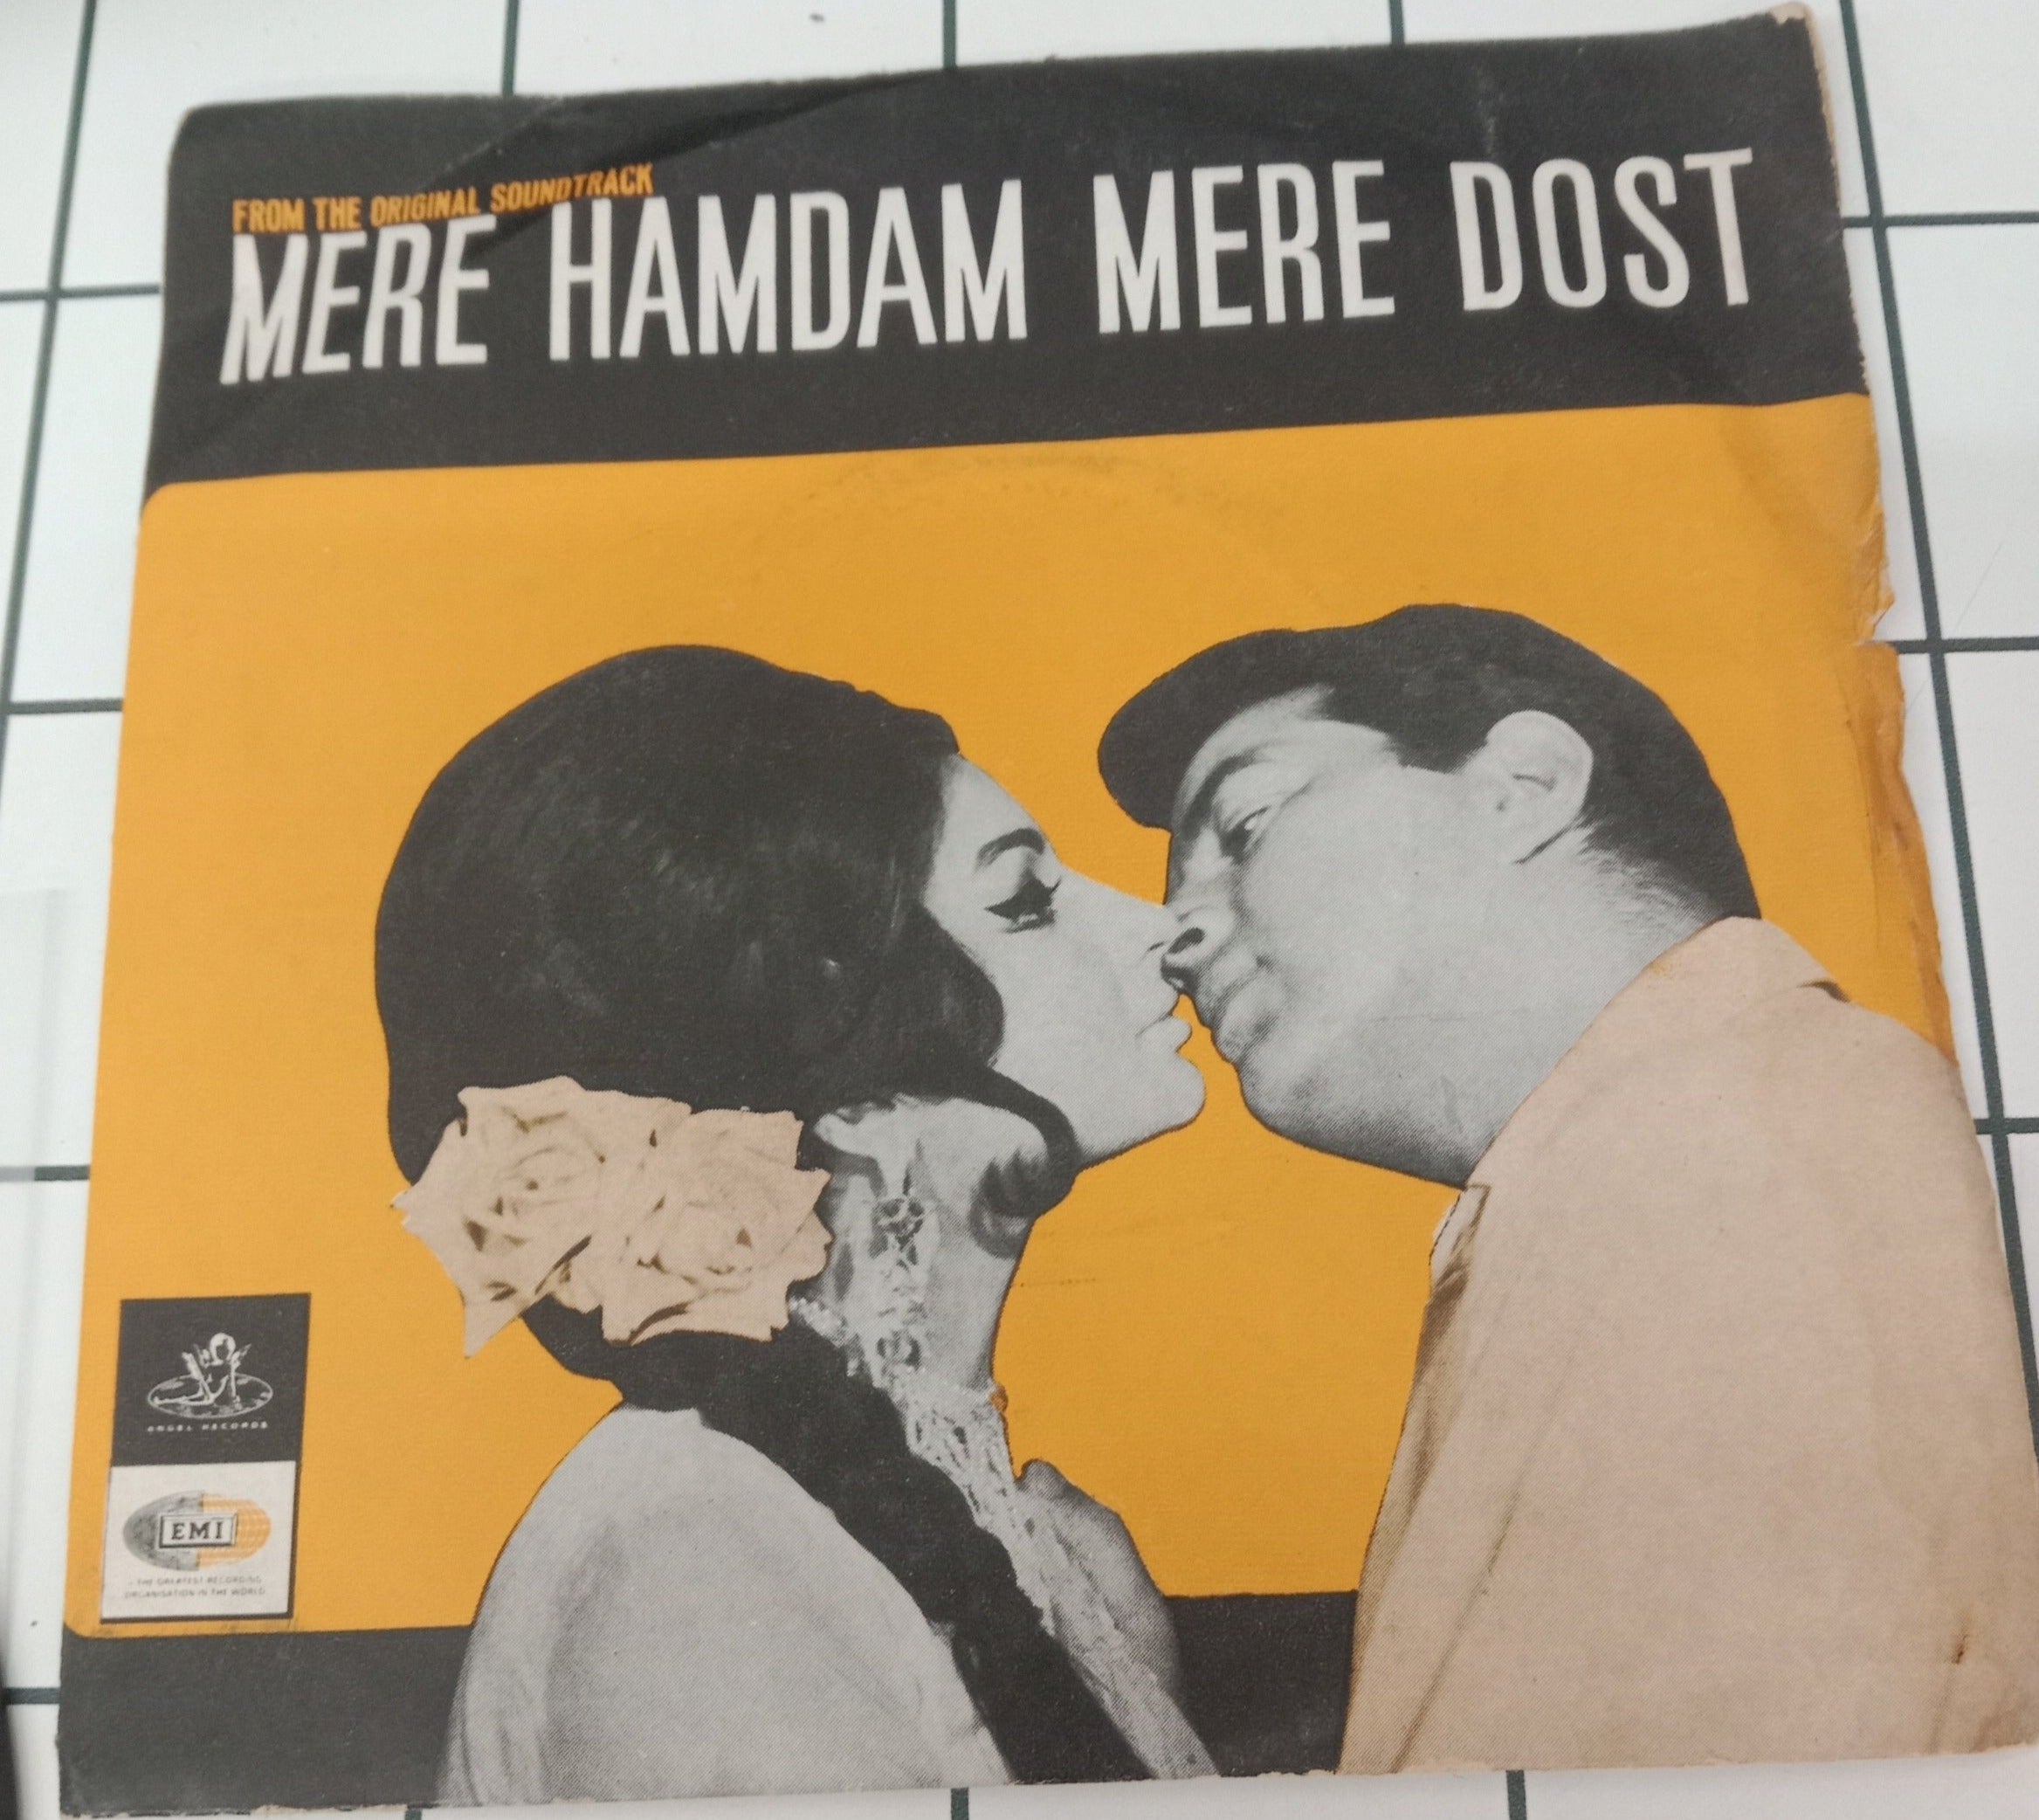 FROM THE ORIGINAL SOUNDTRACK
MERE HAMDAM MERE DOST
ANGEL RECORDS
EMI
- THE GREATEST RECORDING
ORGANISATION IN THE WORLD